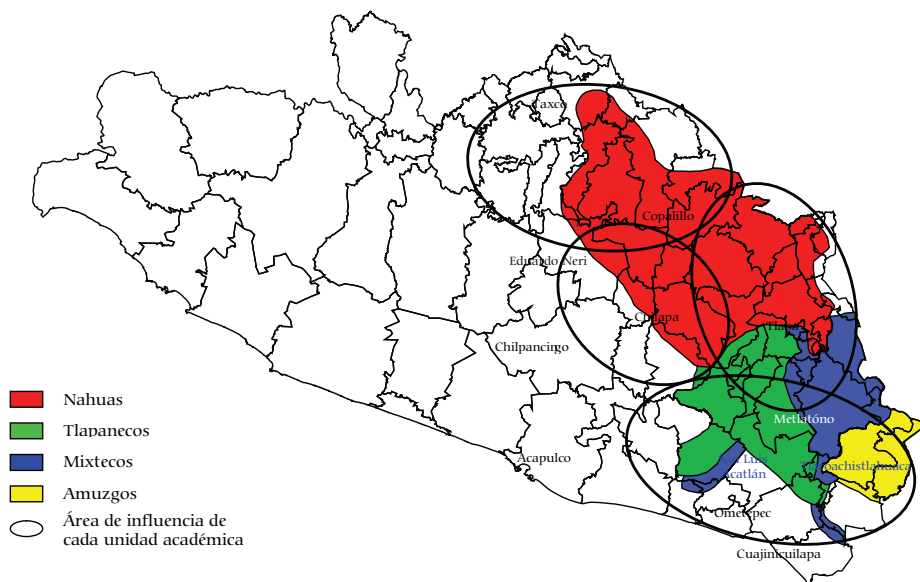 Taxco
Copalillo
Eduardo Neri
Chilapa
Tlapa
Chilpancingo
Metlatóno
Luis
Acatlán
Tlacoachistlahuaca
Acapulco
Ometepec
Cuajinicuilapa
Nahuas
Tlapanecos
Mixtecos
Amuzgos
Área de influencia de
cada unidad académica